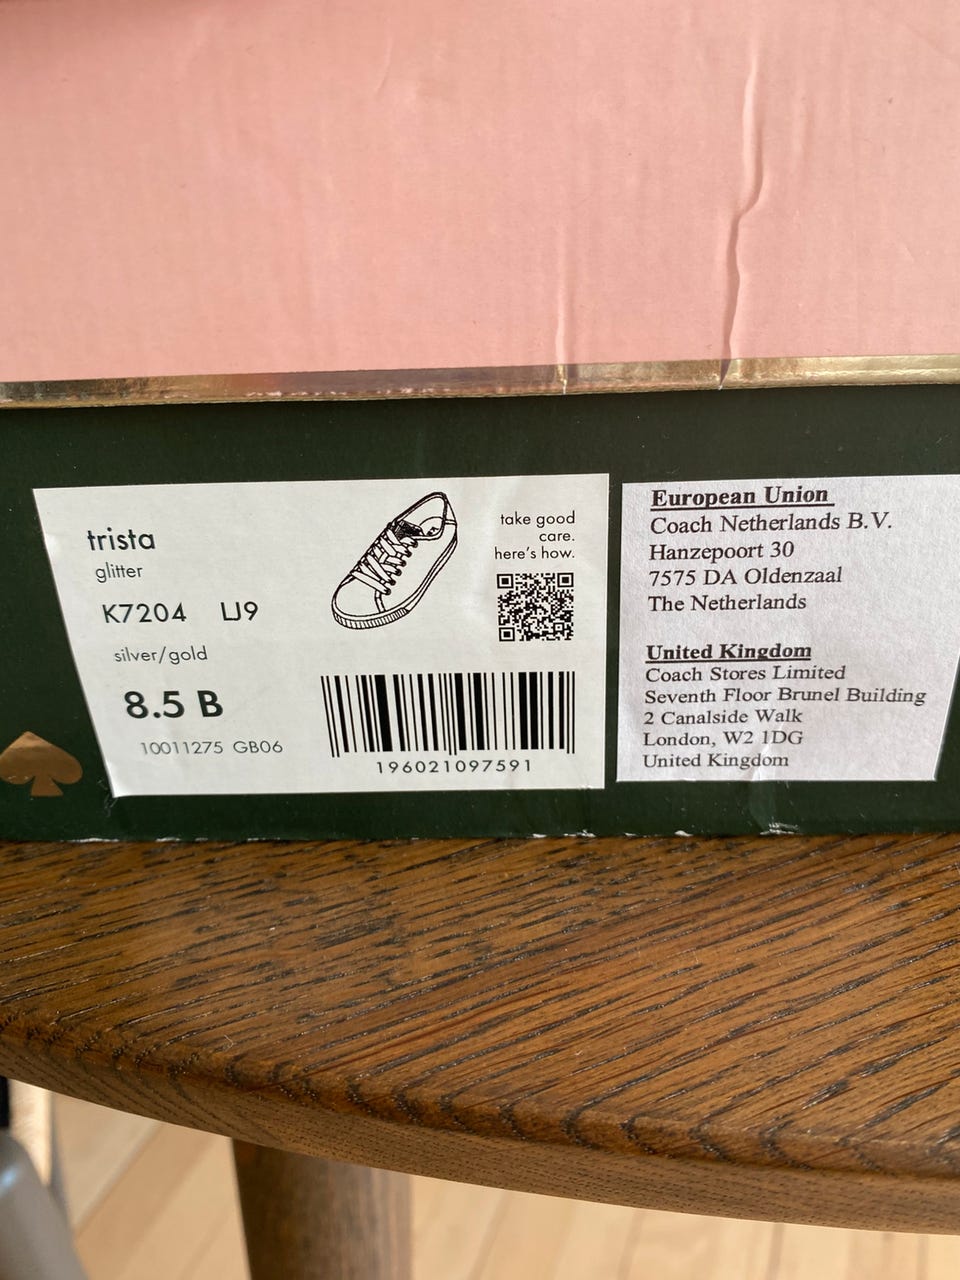 trista
glitter
K7204 LJ9
silver/gold
8.5 B
10011275 GB06
take good
care.
here's how.
196021097591
European Union
Coach Netherlands B.V.
Hanzepoort 30
7575 DA Oldenzaal
The Netherlands
United Kingdom
Coach Stores Limited
Seventh Floor Brunel Building
2 Canalside Walk
London, W2 1DG
United Kingdom